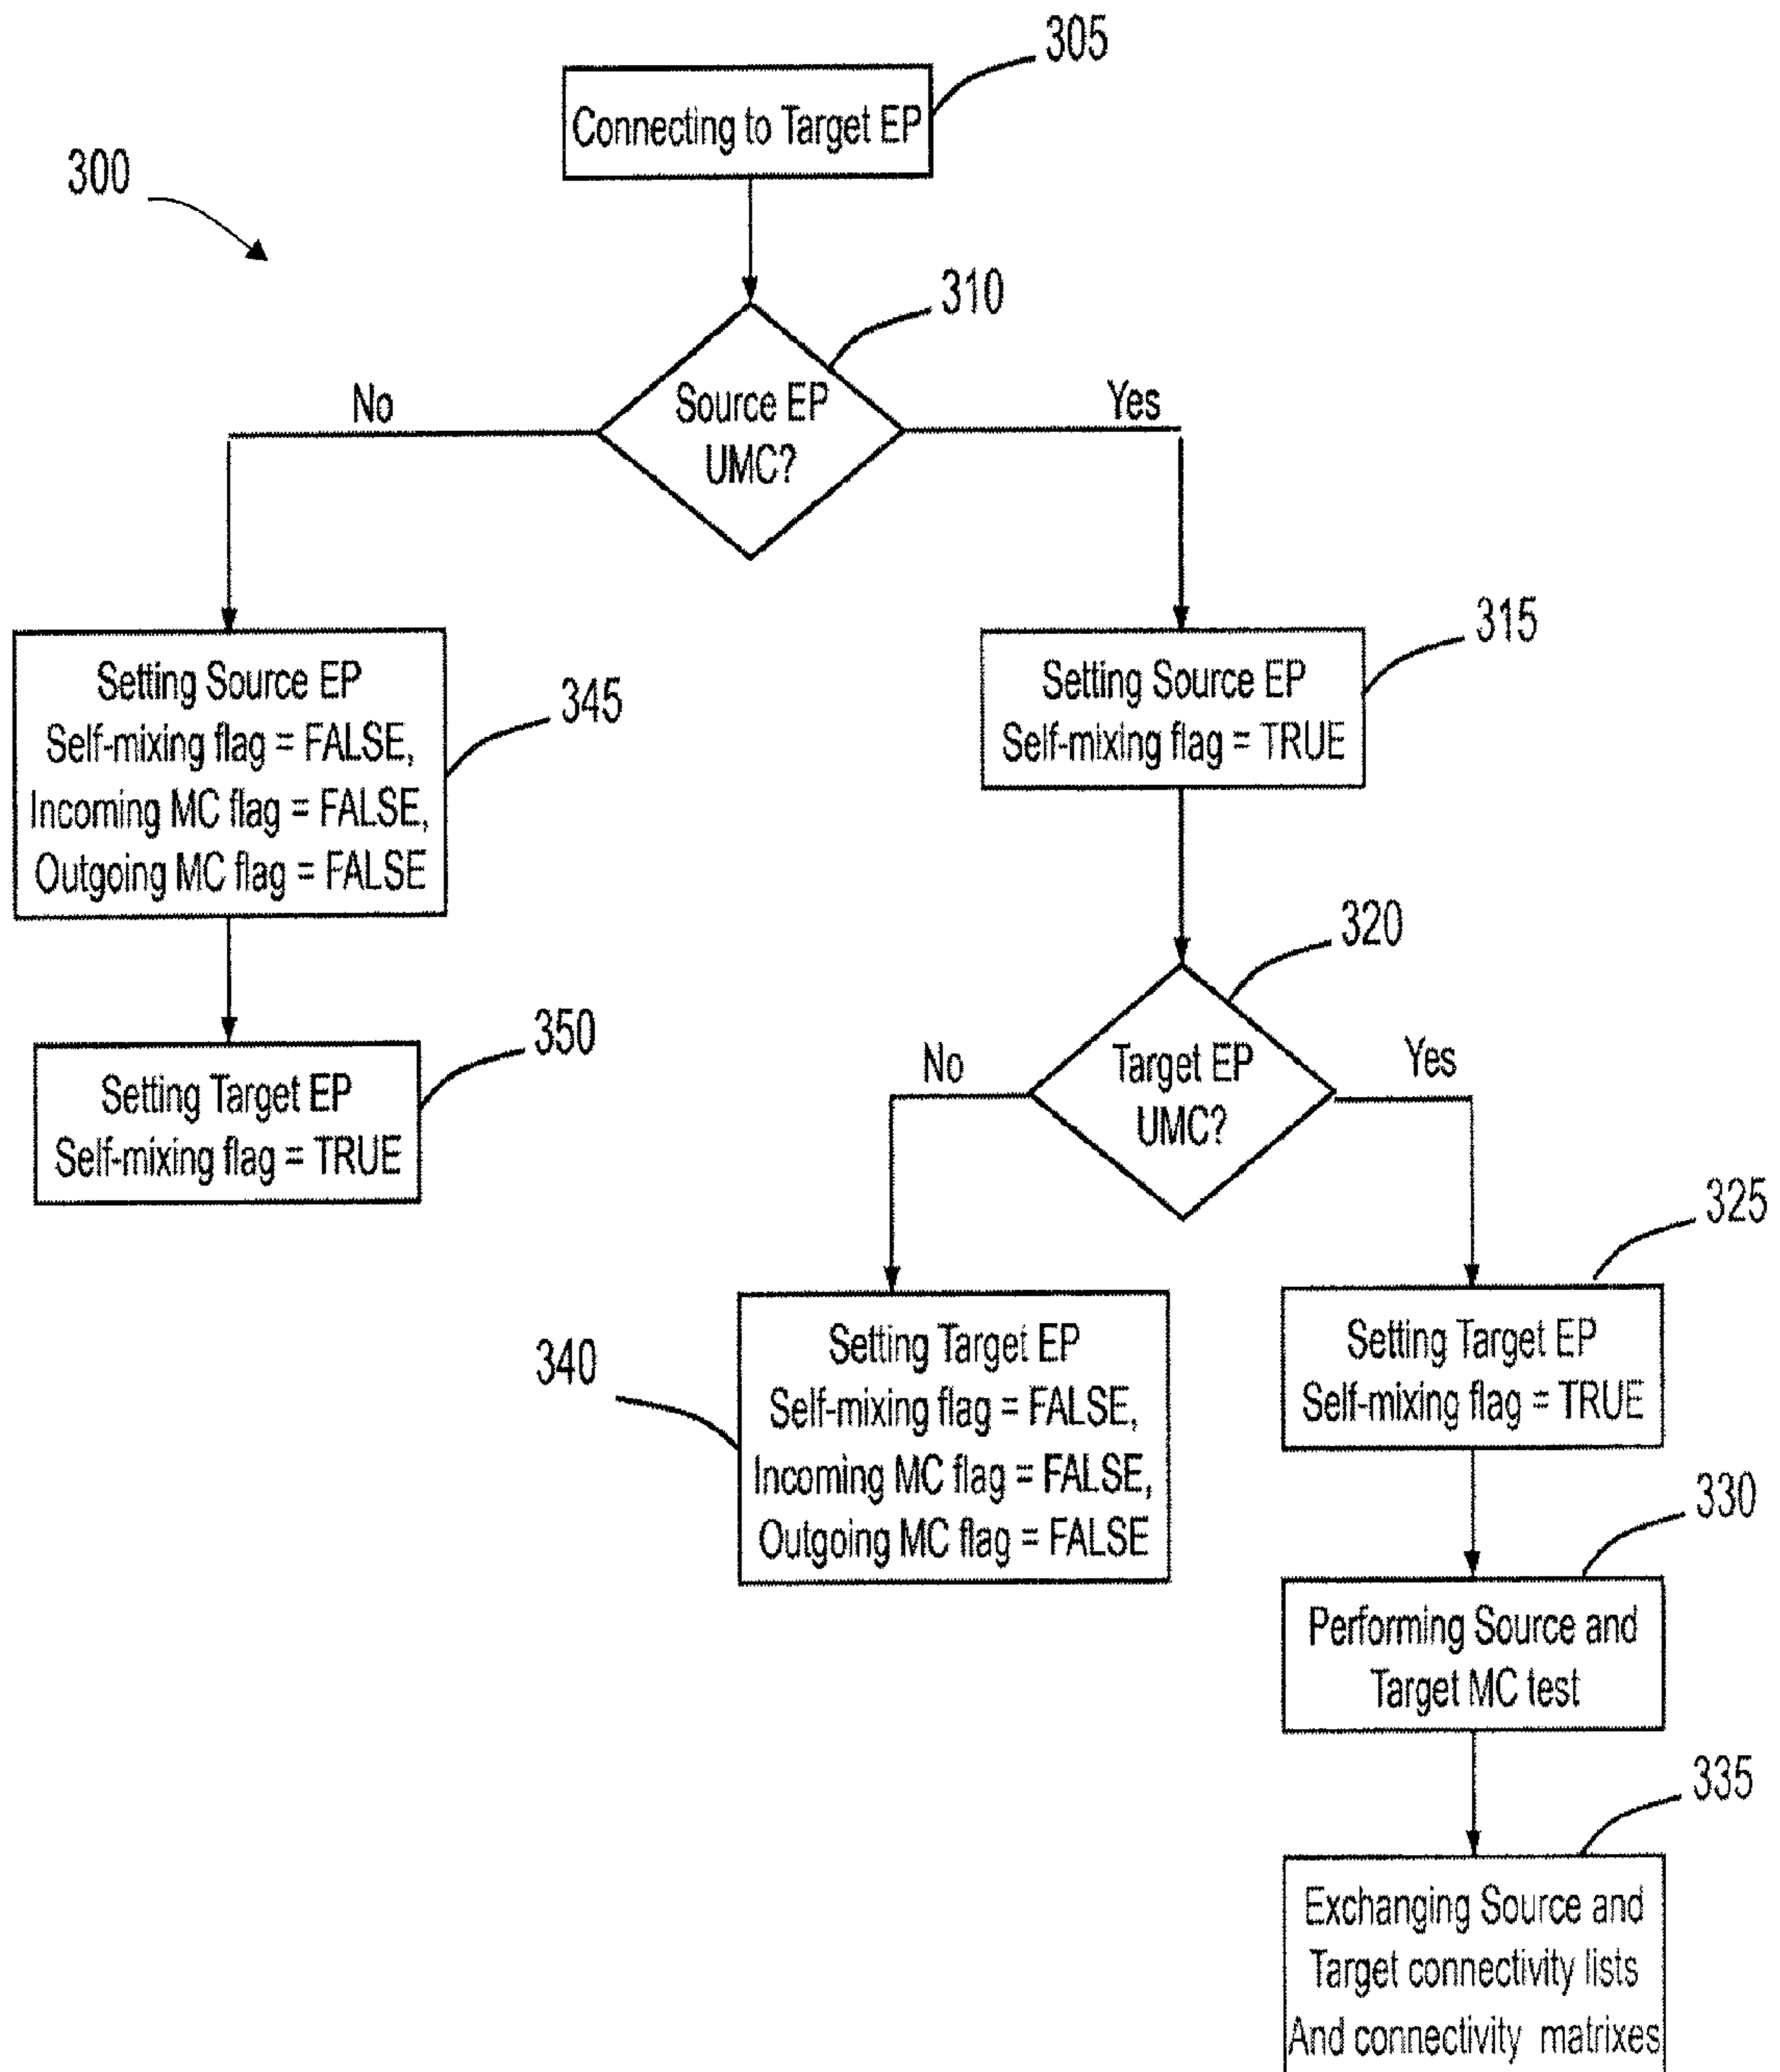 305
Connecting to Target EP
300
310
Source EP
UMC?
No
Yes
345
Setting Source EP
Self-mixing flag = FALSE,
Incoming MC flag = FALSE,
Outgoing MC flag = FALSE
315
Setting Source EP
Self-mixing flag = TRUE
350
Setting Target EP
Self-mixing flag = TRUE
320
Target EP
UMC?
No
Yes
340
Setting Target EP
Self-mixing flag = FALSE,
Incoming MC flag = FALSE,
Outgoing MC flag = FALSE
325
Setting Target EP
Self-mixing flag = TRUE
330
Performing Source and
Target MC test
335
Exchanging Source and
Target connectivity lists
And connectivity matrixes